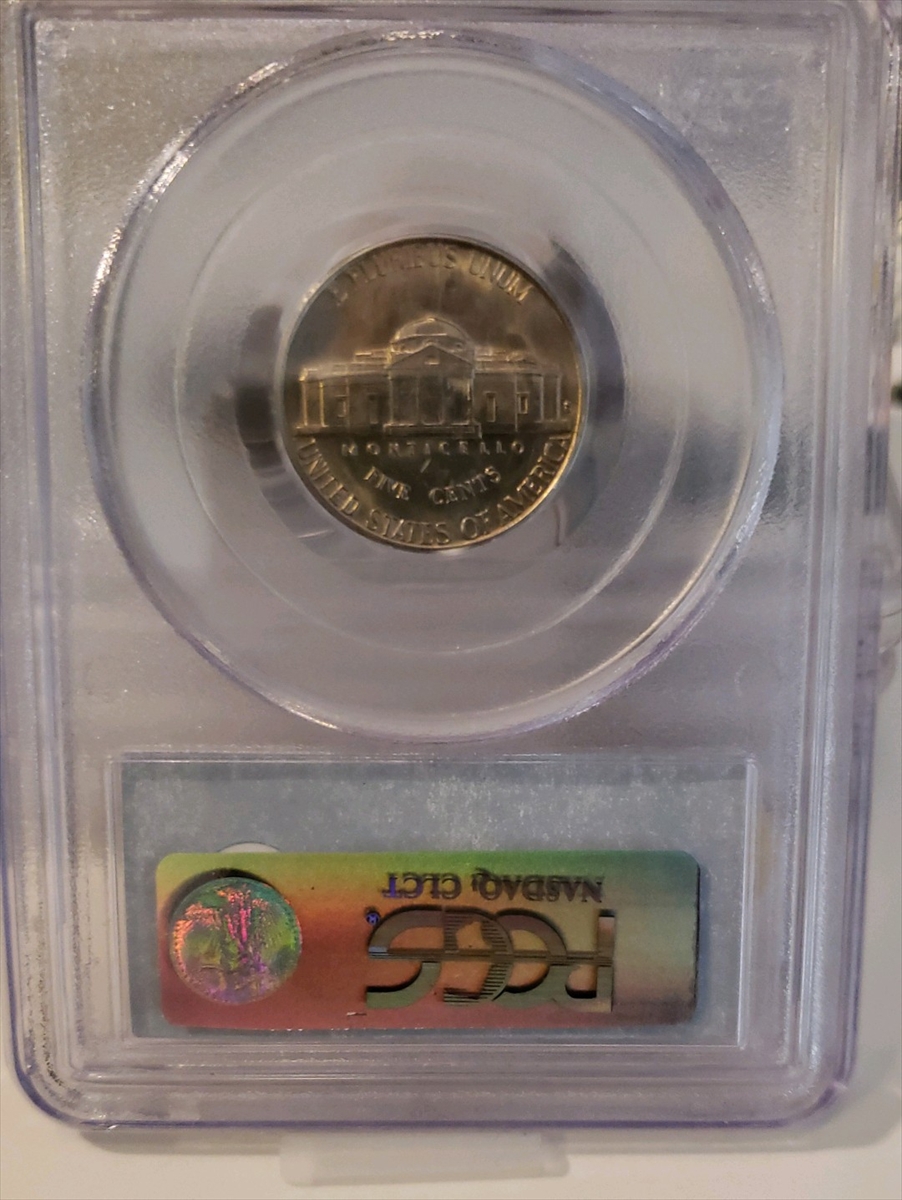 E PLURIBUS UNUM
MONTICELLO
FIVE CENTS
UNITED STATES OF AMERICA
NASDAQ: CLCT
PCGS®